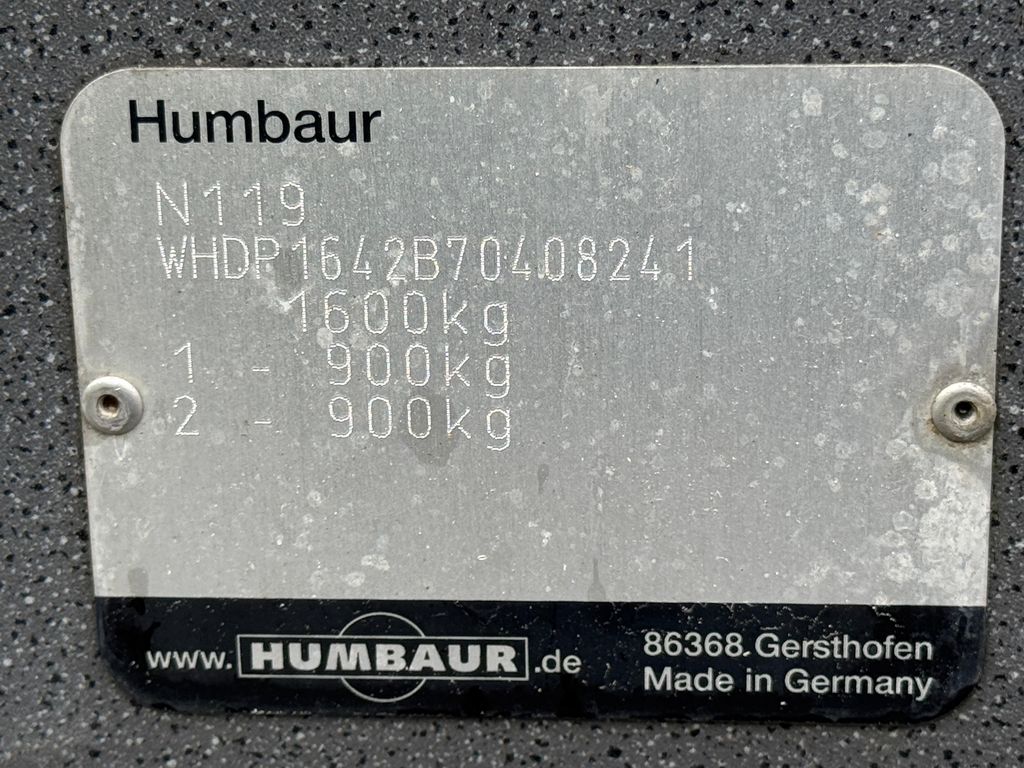 Humbaur
N119
WHDP1642B70408241
1600kg
1 - 900kg
2 - 900kg
www.HUMBAUR.de
86368 Gersthofen
Made in Germany